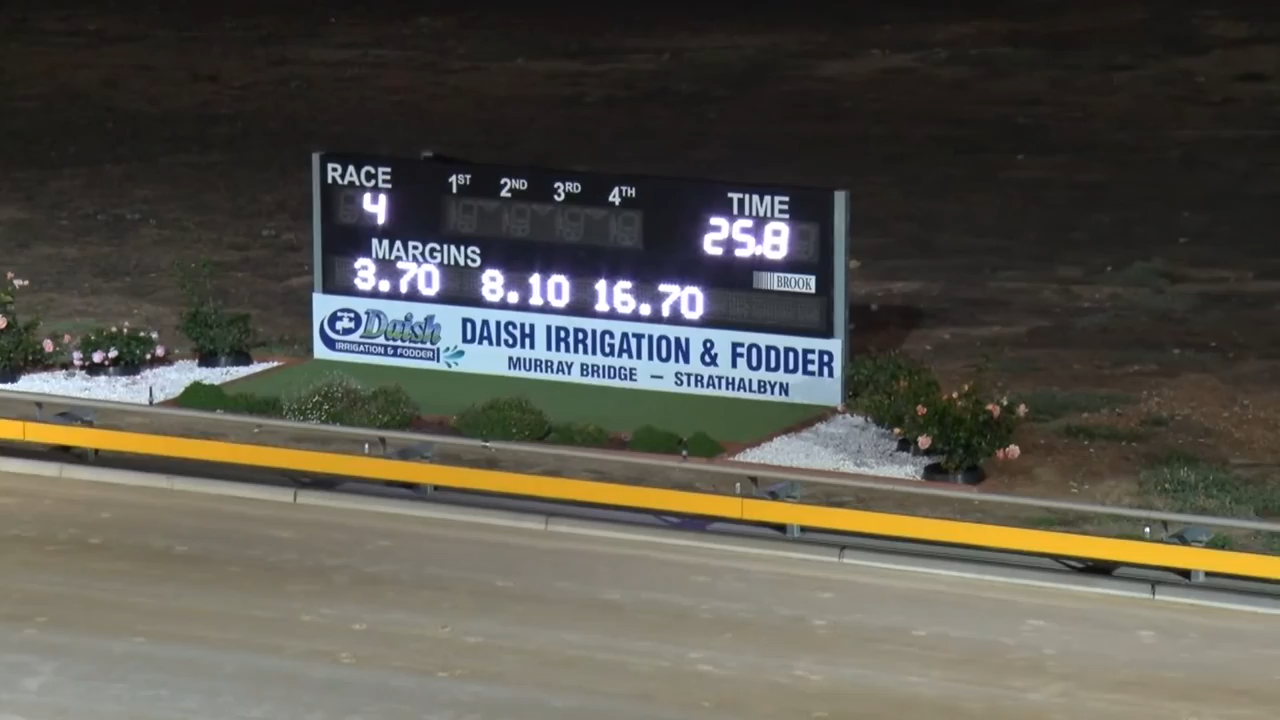 RACE 1ST 2ND 3RD 4TH TIME
4 25.8
MARGINS
3.70 8.10 16.70
BROOK
Daish
IRRIGATION & FODDER
DAISH IRRIGATION & FODDER
MURRAY BRIDGE — STRATHALBYN